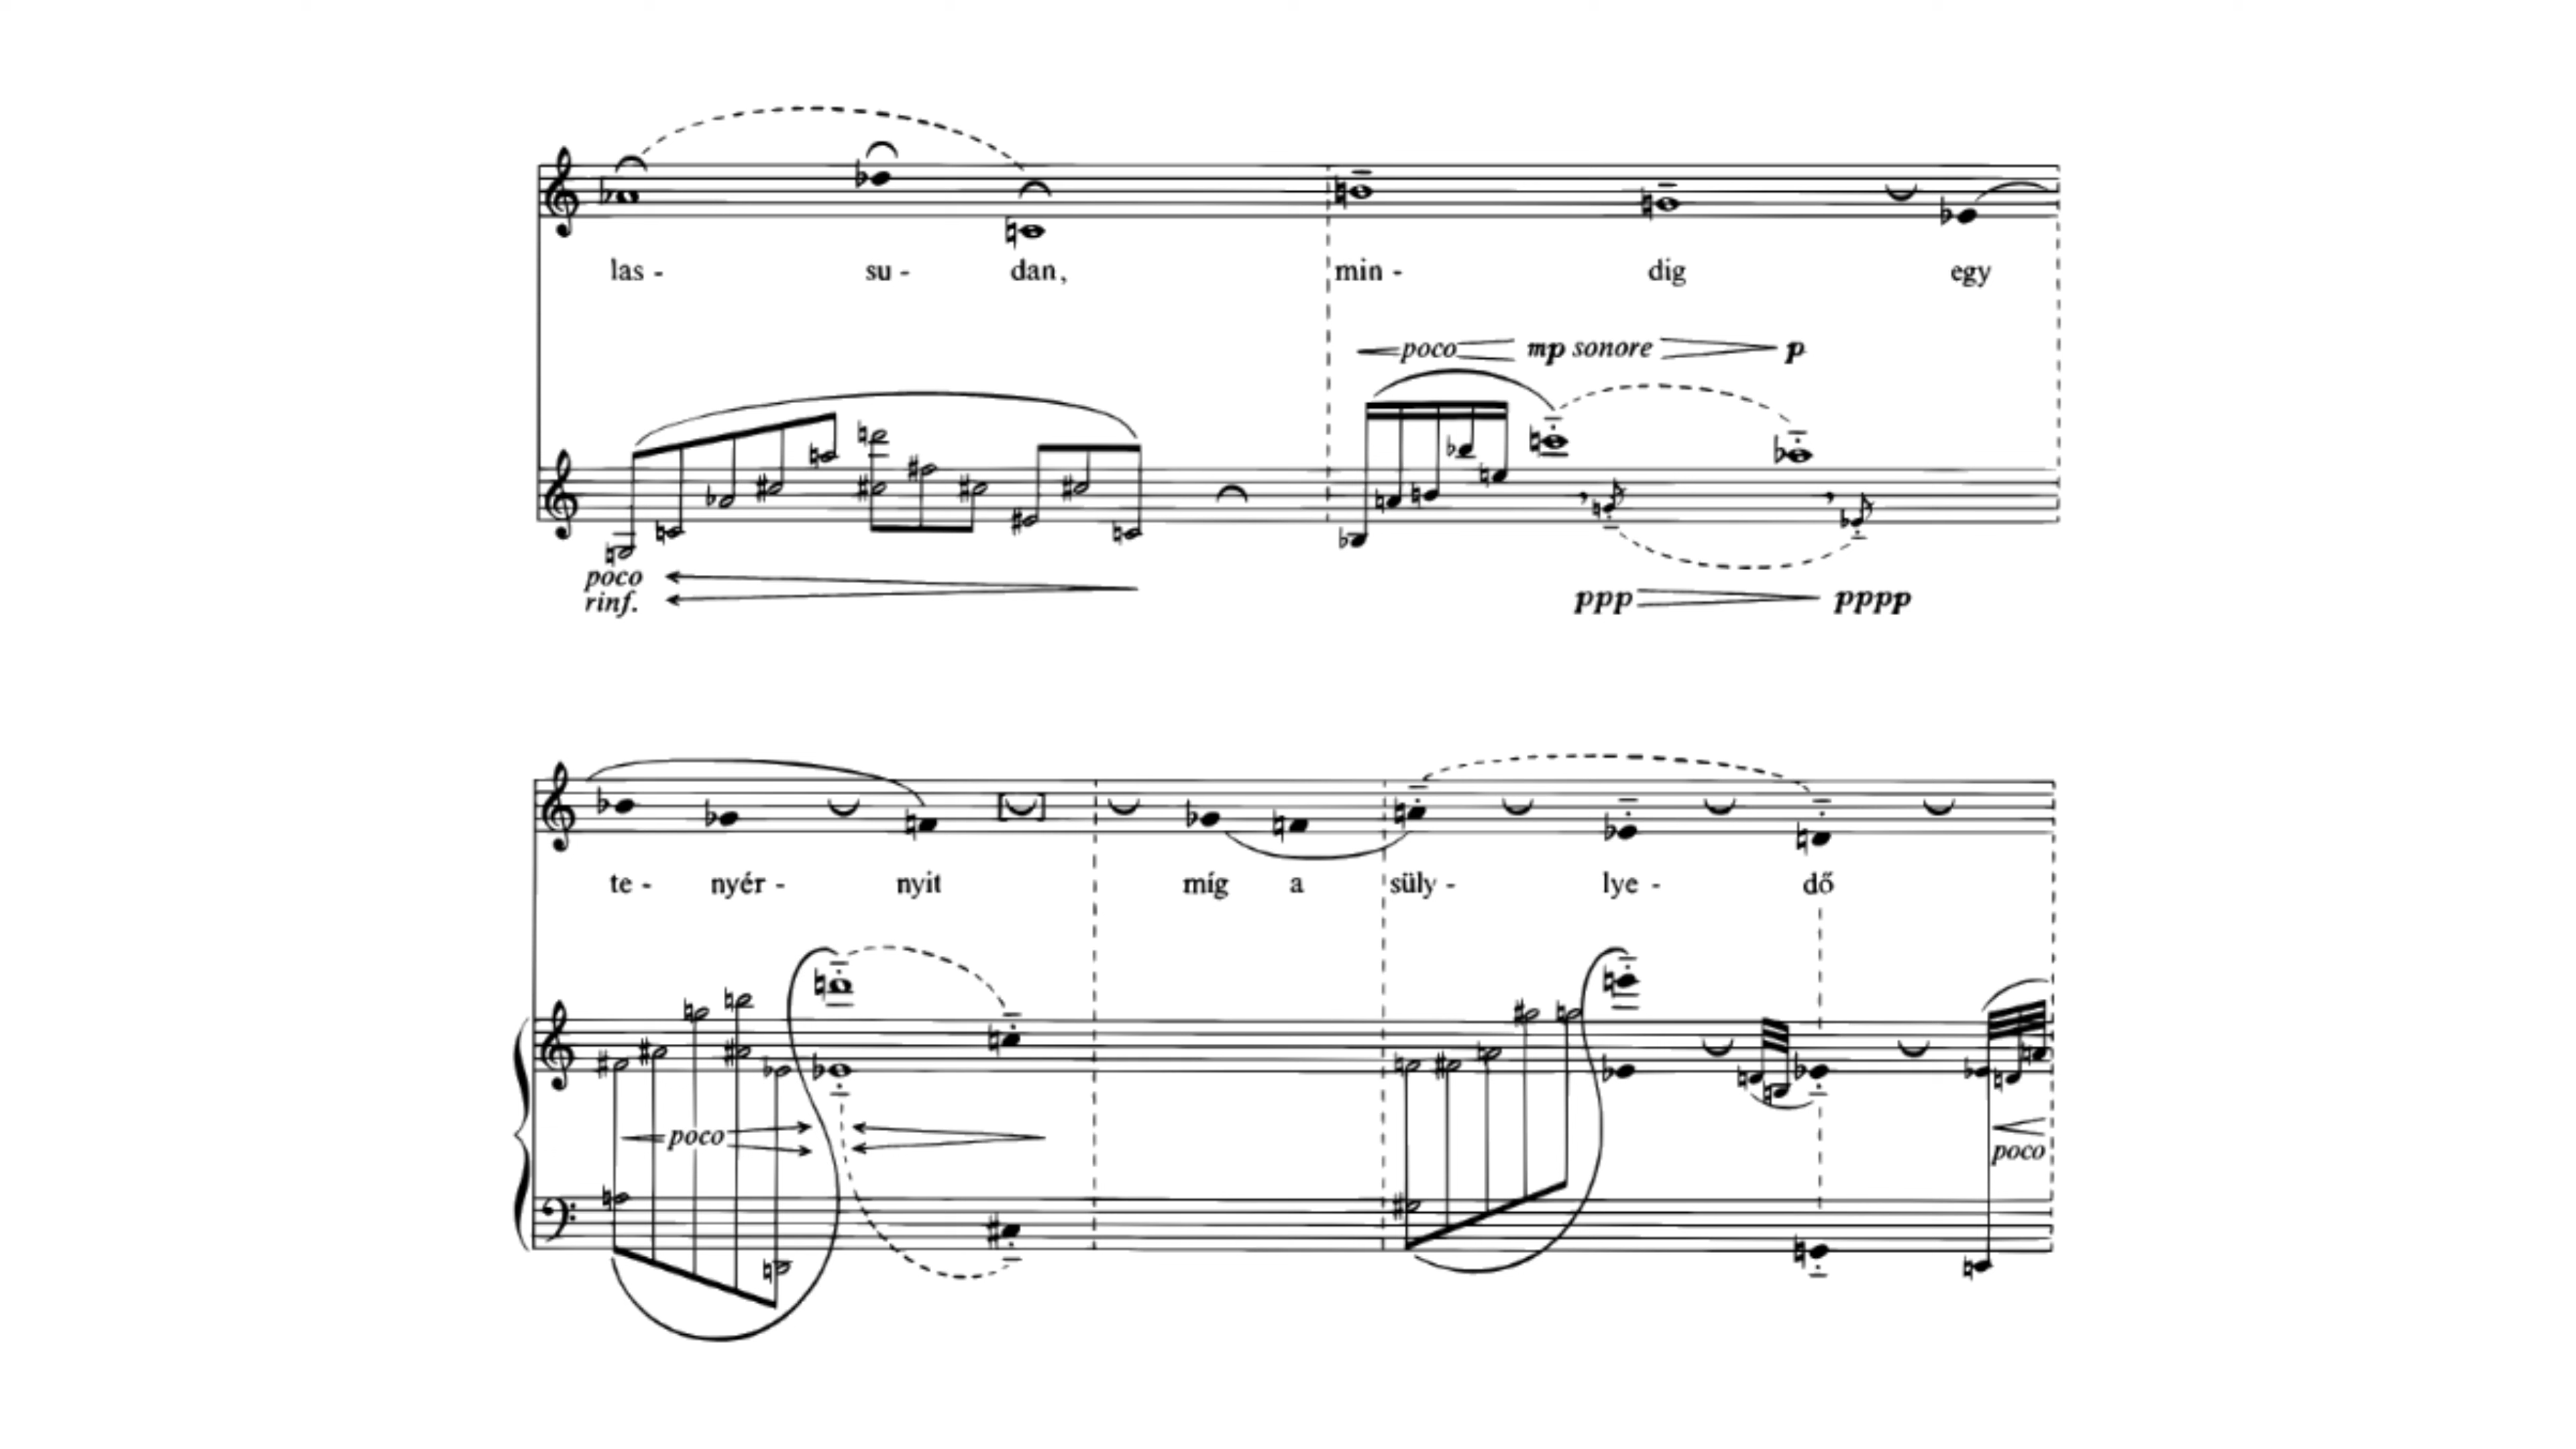 las - su - dan, min - dig egy
poco mp sonore p
poco
rinf.
ppp pppp
te - nyér - nyit míg a süly - lye - dő
poco
poco